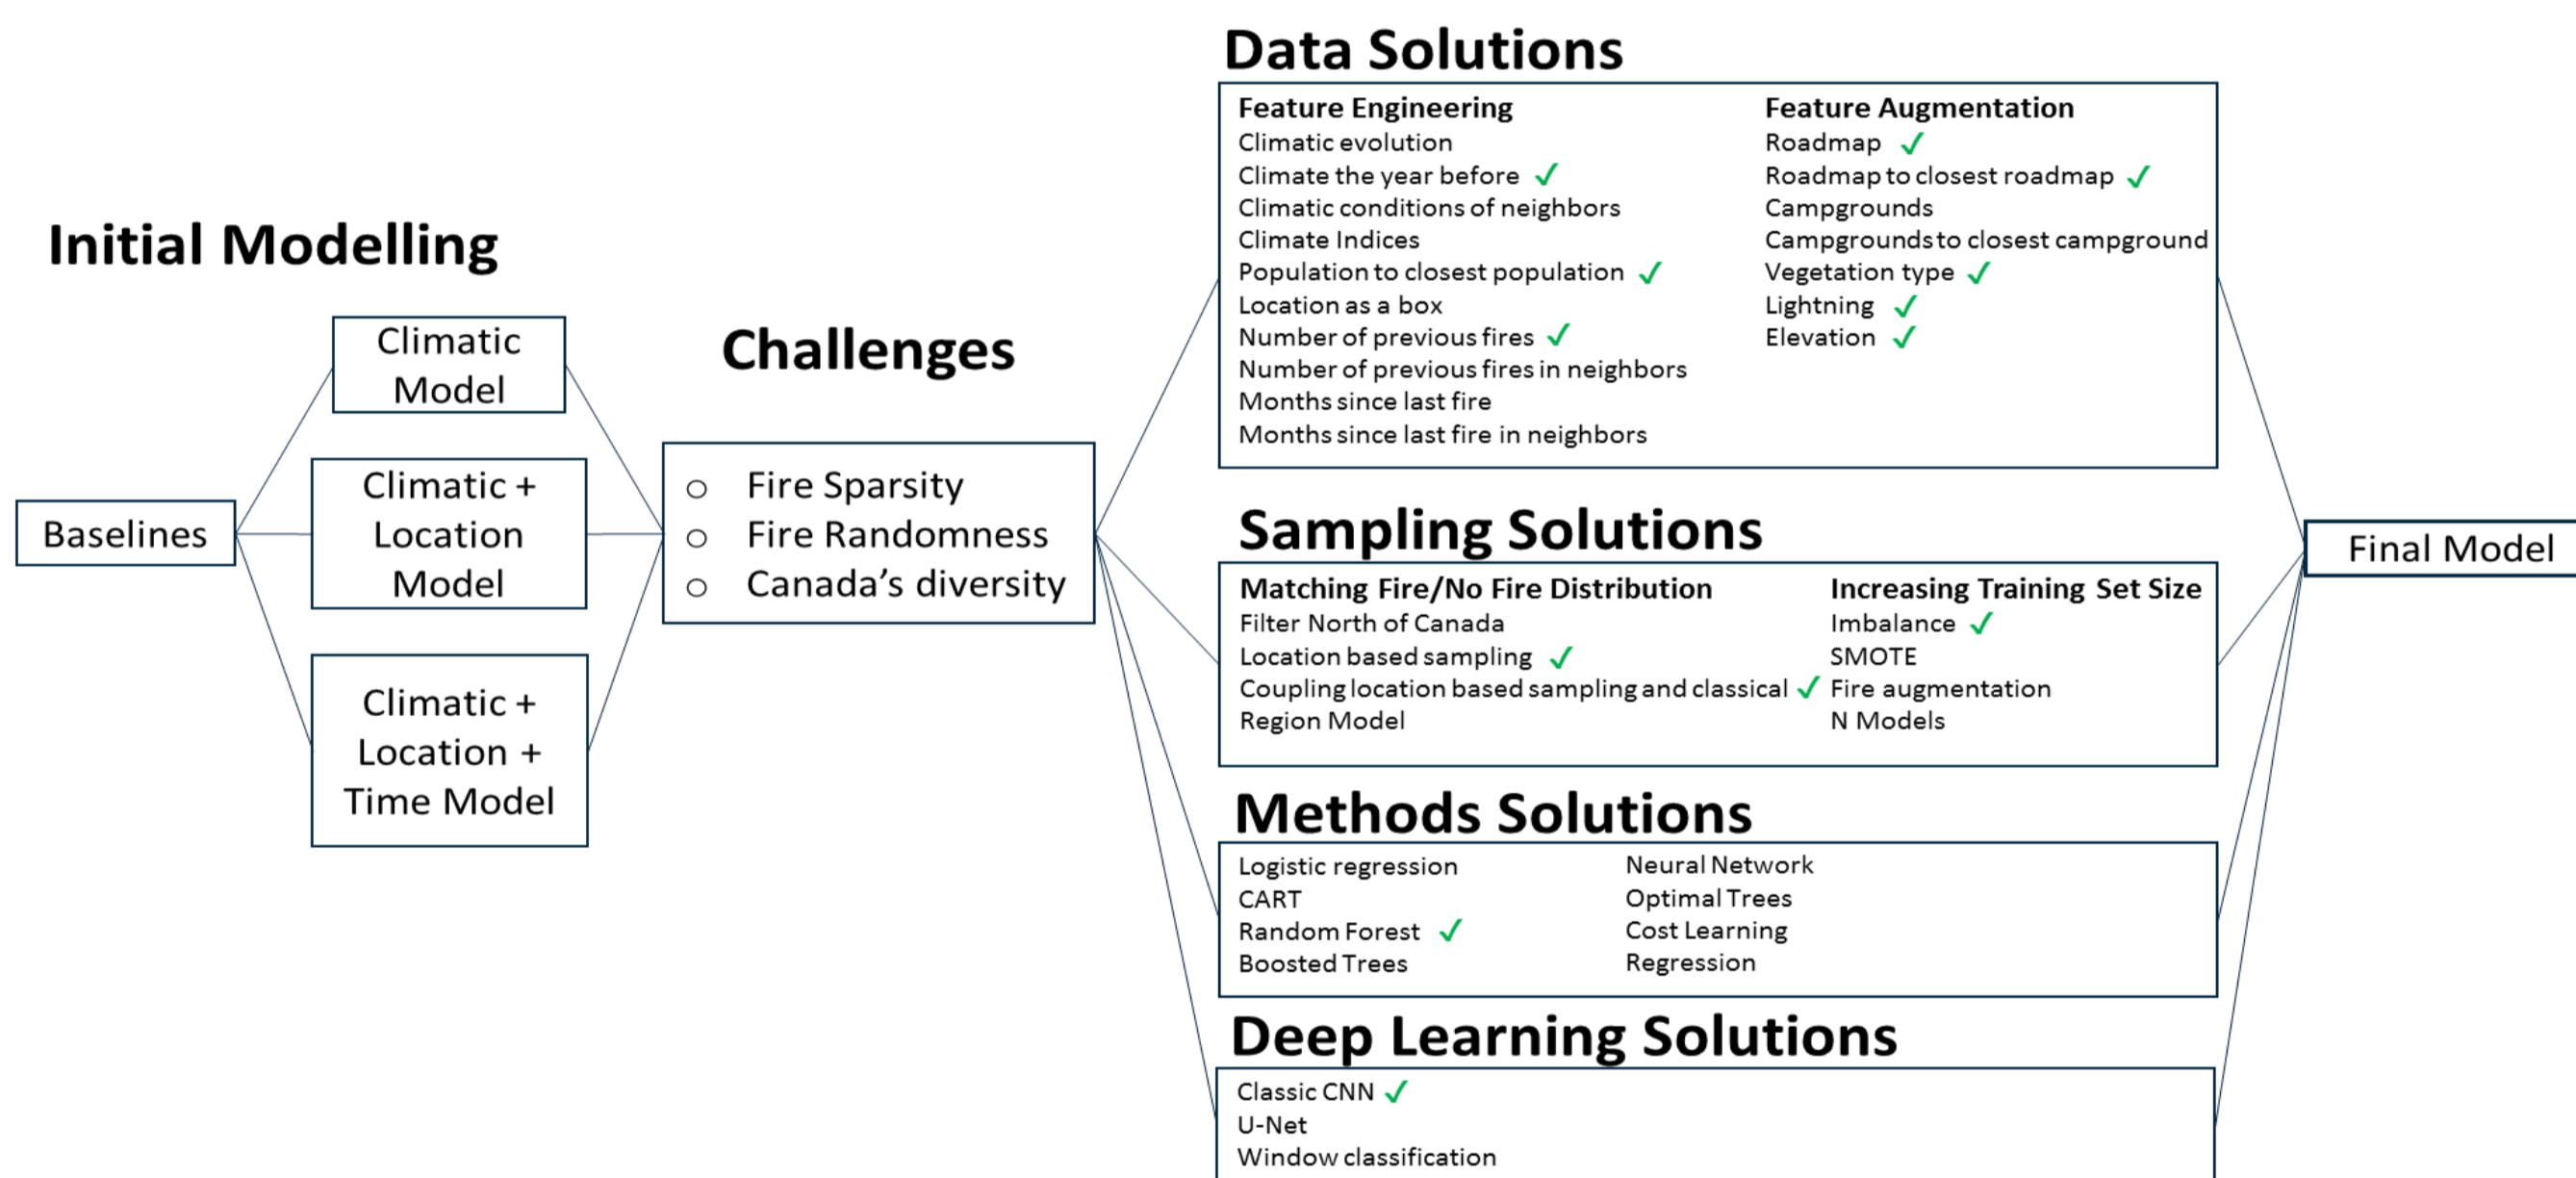 Initial Modelling
Baselines
Climatic
Model
Climatic +
Location
Model
Climatic +
Location +
Time Model
Challenges
o Fire Sparsity
o Fire Randomness
o Canada’s diversity
Data Solutions
Feature Engineering
Climatic evolution
Climate the year before ✓
Climatic conditions of neighbors
Climate Indices
Population to closest population ✓
Location as a box
Number of previous fires ✓
Number of previous fires in neighbors
Months since last fire
Months since last fire in neighbors
Feature Augmentation
Roadmap ✓
Roadmap to closest roadmap ✓
Campgrounds
Campgrounds to closest campground
Vegetation type ✓
Lightning ✓
Elevation ✓
Sampling Solutions
Matching Fire/No Fire Distribution
Filter North of Canada
Location based sampling ✓
Coupling location based sampling and classical ✓
Region Model
Increasing Training Set Size
Imbalance ✓
SMOTE
Fire augmentation
N Models
Methods Solutions
Logistic regression
CART
Random Forest ✓
Boosted Trees
Neural Network
Optimal Trees
Cost Learning
Regression
Deep Learning Solutions
Classic CNN ✓
U-Net
Window classification
Final Model